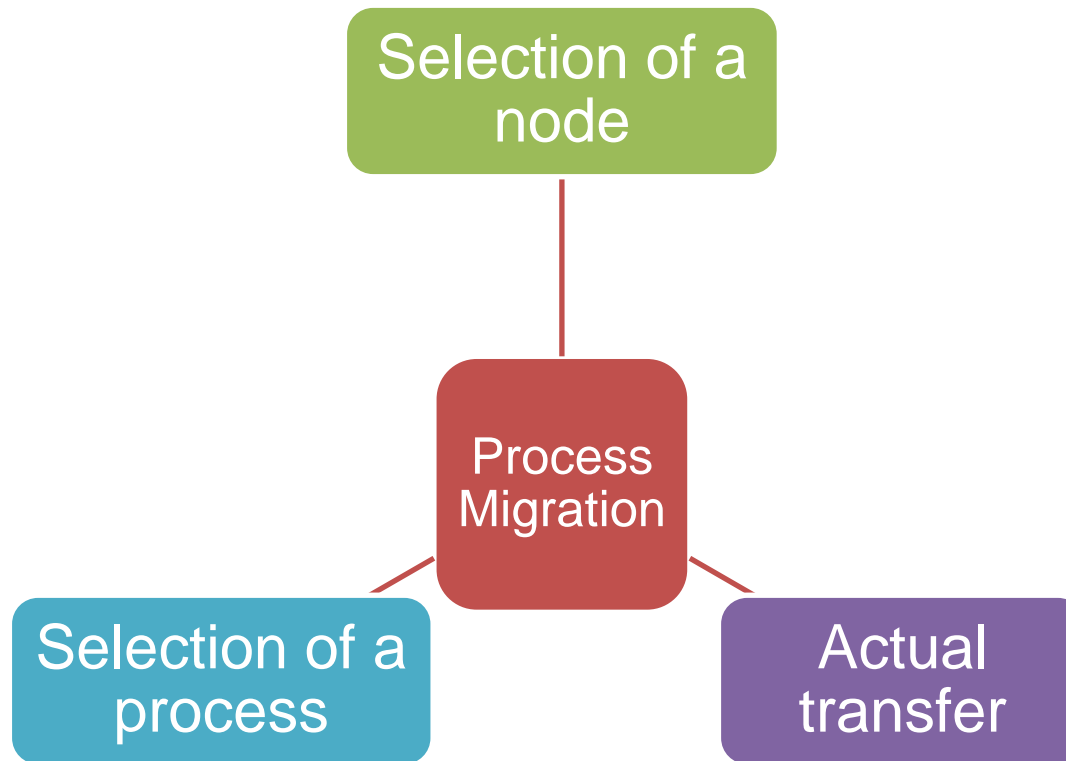 Selection of a
node
Process
Migration
Selection of a
process
Actual
transfer